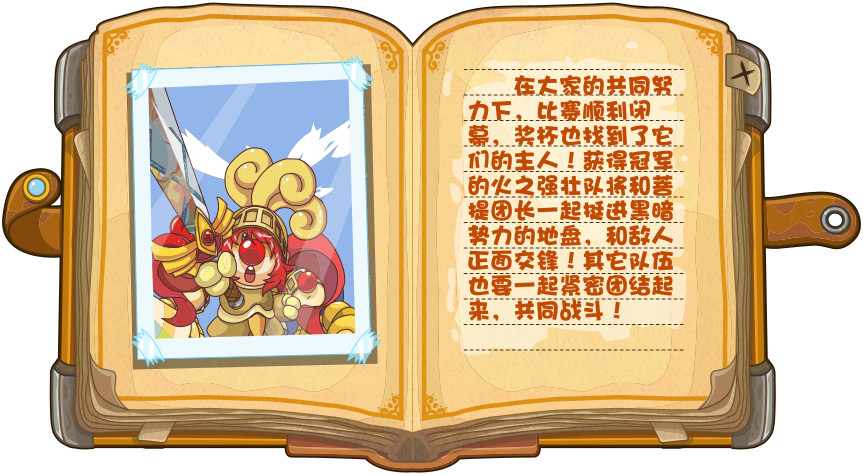 在大家的共同努
力下，比赛顺利闭
幕，奖杯也找到了它
们的主人！获得冠军
的火之强壮队将和菩
提团长一起挺进黑暗
势力的地盘，和敌人
正面交锋！其它队伍
也要一起紧密团结起
来，共同战斗！